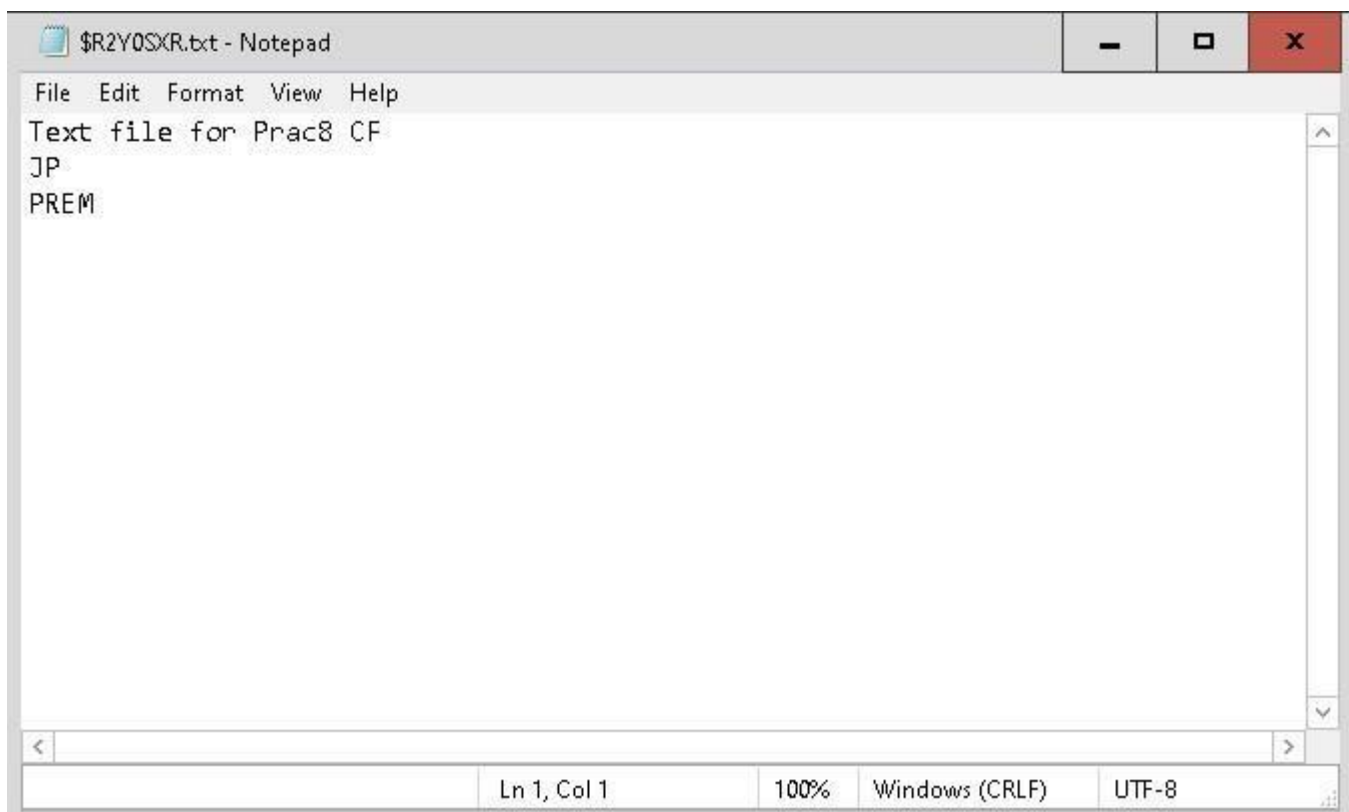 $R2Y0SXR.txt - Notepad
File Edit Format View Help
Text file for Prac8 CF
JP
PREM
Ln 1, Col 1 100% Windows (CRLF) UTF-8